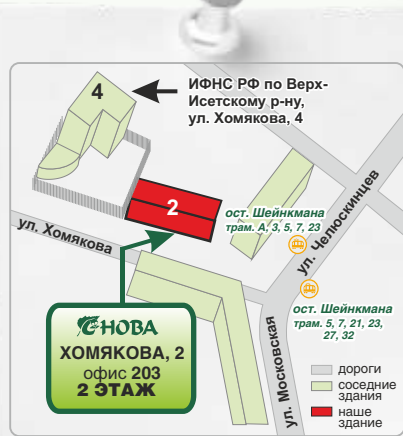 4
ИФНС РФ по Верх-
Исетскому р-ну,
ул. Хомякова, 4
2
ост. Шейнкмана
трам. А, 3, 5, 7, 23
ул. Челюскинцев
ул. Хомякова
ост. Шейнкмана
трам. 5, 7, 21, 23,
27, 32
ул. Московская
СНОВА
ХОМЯКОВА, 2
офис 203
2 ЭТАЖ
дороги
соседние
здания
наше
здание